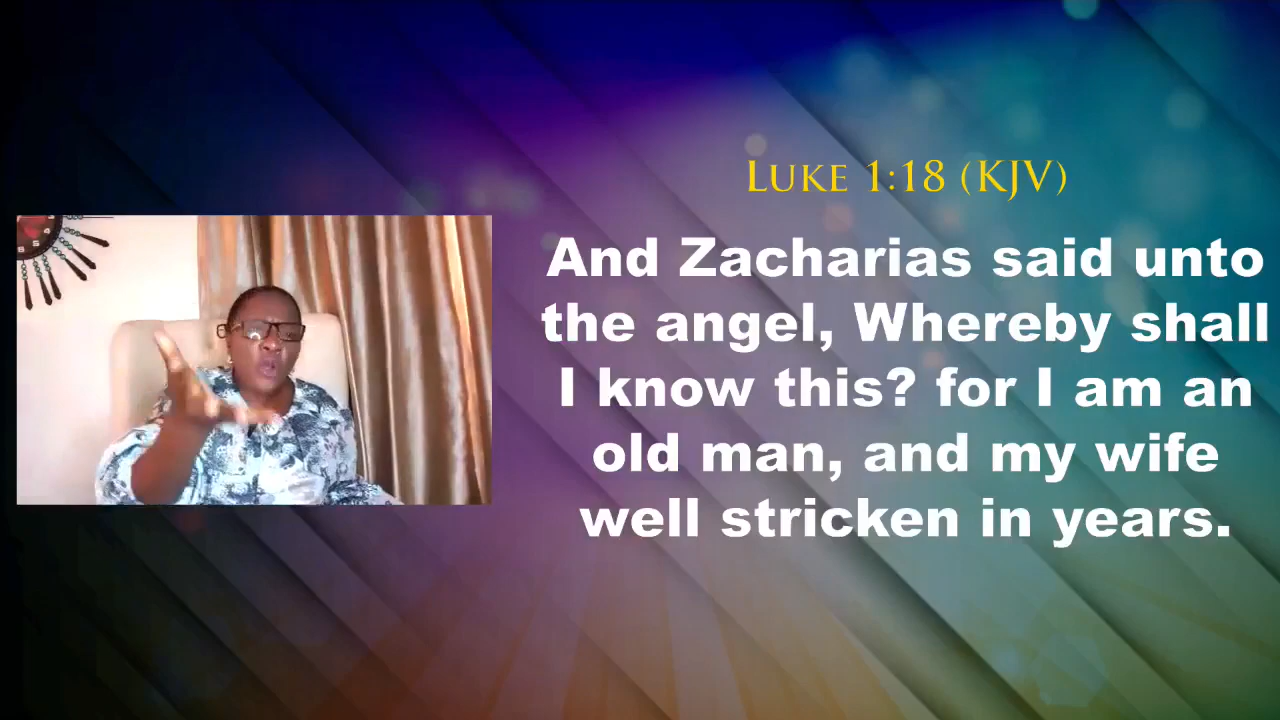 Luke 1:18 (KJV)
And Zacharias said unto
the angel, Whereby shall
I know this? for I am an
old man, and my wife
well stricken in years.